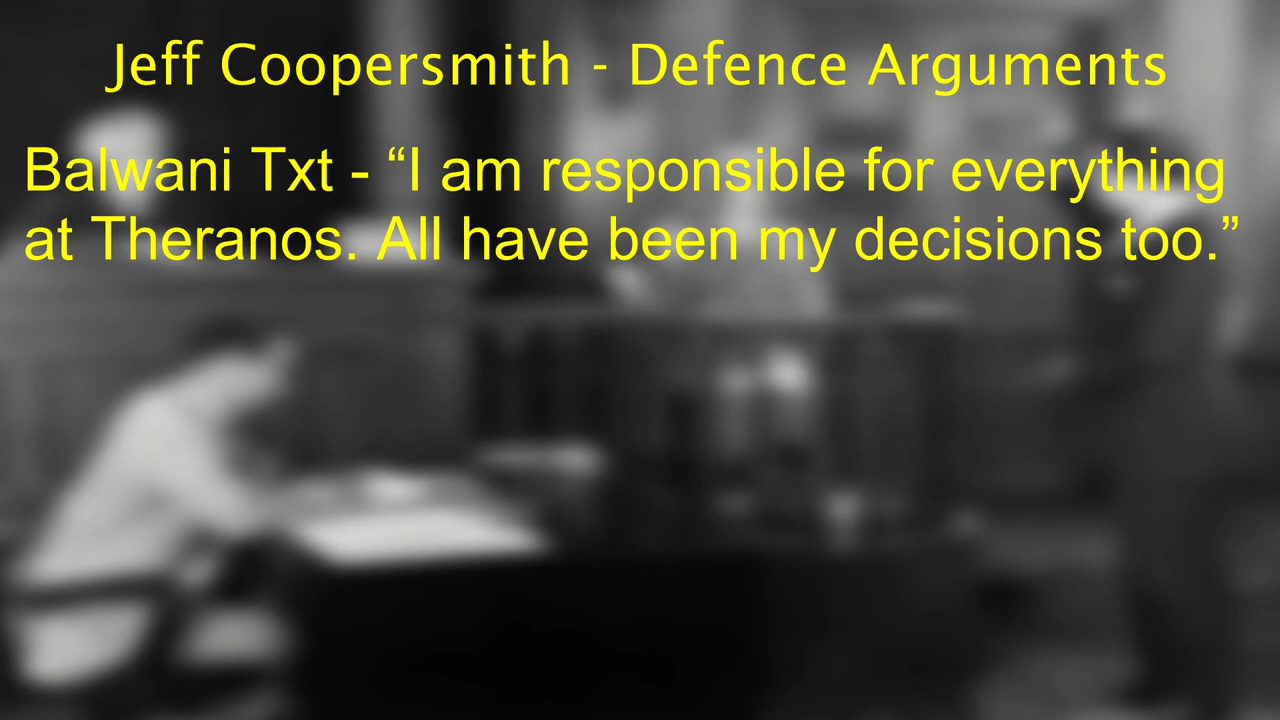 Jeff Coopersmith - Defence Arguments
Balwani Txt - “I am responsible for everything
at Theranos. All have been my decisions too.”